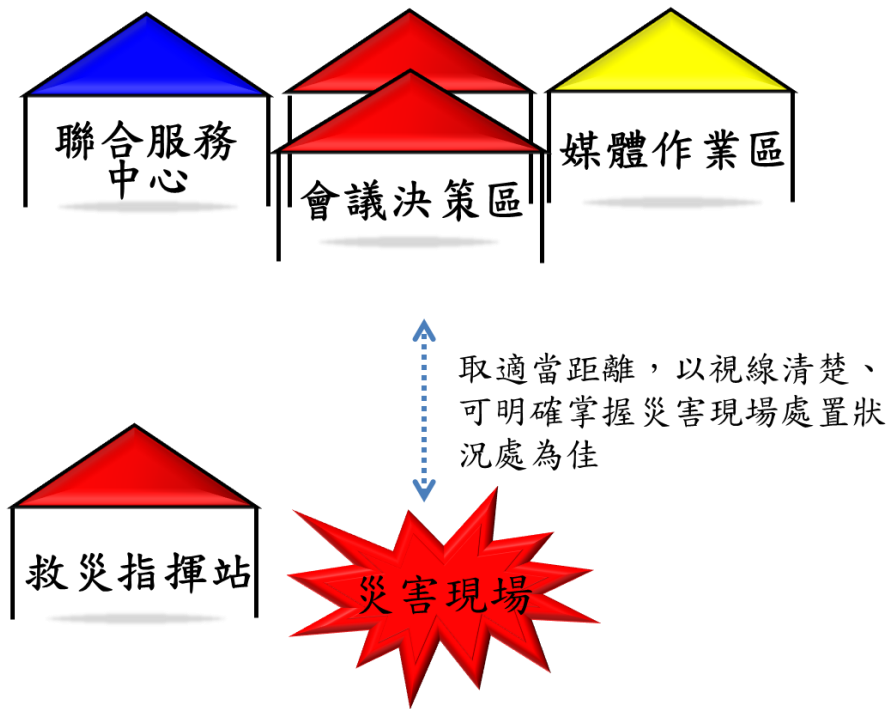 聯合服務
中心
會議決策區
媒體作業區
取適當距離，以視線清楚、
可明確掌握災害現場處置狀
況處為佳
救災指揮站
災害現場